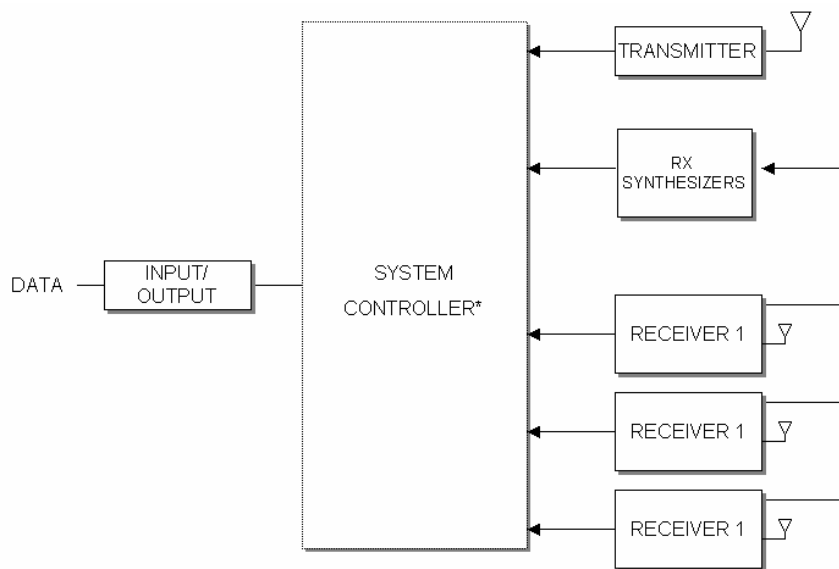 TRANSMITTER
RX
SYNTHESIZERS
DATA
INPUT/
OUTPUT
SYSTEM
CONTROLLER*
RECEIVER 1
RECEIVER 1
RECEIVER 1